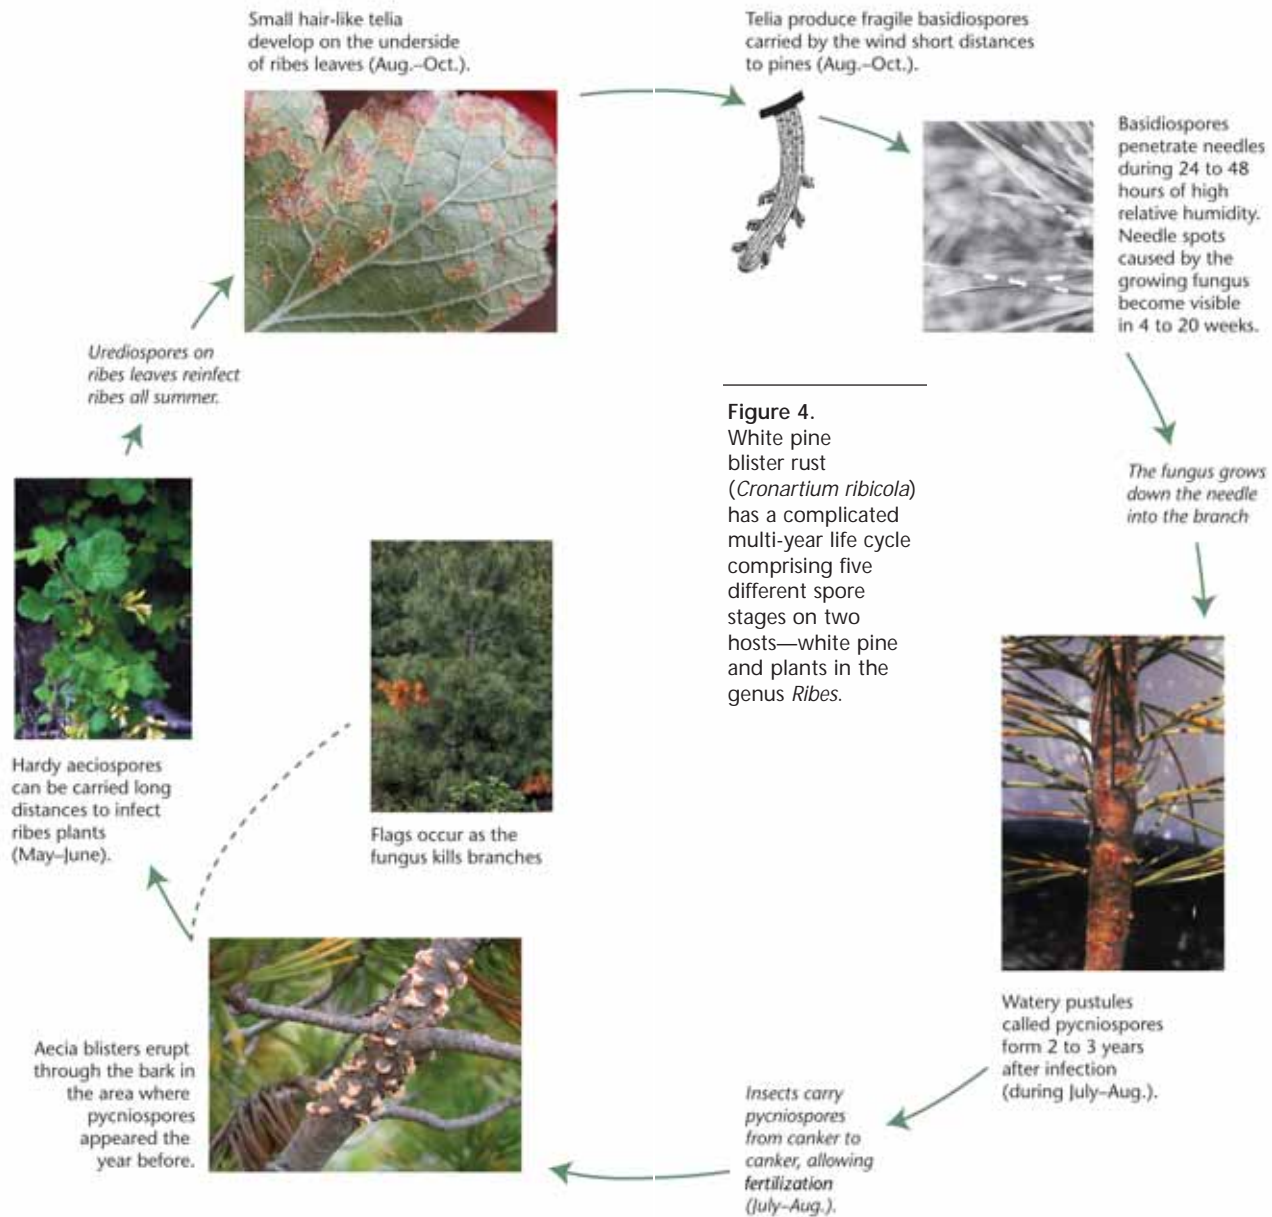 Small hair-like telia
develop on the underside
of ribes leaves (Aug.–Oct.).
Telia produce fragile basidiospores
carried by the wind short distances
to pines (Aug.–Oct.).
Basidiospores
penetrate needles
during 24 to 48
hours of high
relative humidity.
Needle spots
caused by the
growing fungus
become visible
in 4 to 20 weeks.
The fungus grows
down the needle
into the branch
Watery pustules
called pycniospores
form 2 to 3 years
after infection
(during July–Aug.).
Insects carry
pycniospores
from canker to
canker, allowing
fertilization
(July–Aug.).
Aecia blisters erupt
through the bark in
the area where
pycniospores
appeared the
year before.
Flags occur as the
fungus kills branches
Hardy aeciospores
can be carried long
distances to infect
ribes plants
(May–June).
Urediospores on
ribes leaves reinfect
ribes all summer.
Figure 4.
White pine
blister rust
(Cronartium ribicola)
has a complicated
multi-year life cycle
comprising five
different spore
stages on two
hosts—white pine
and plants in the
genus Ribes.